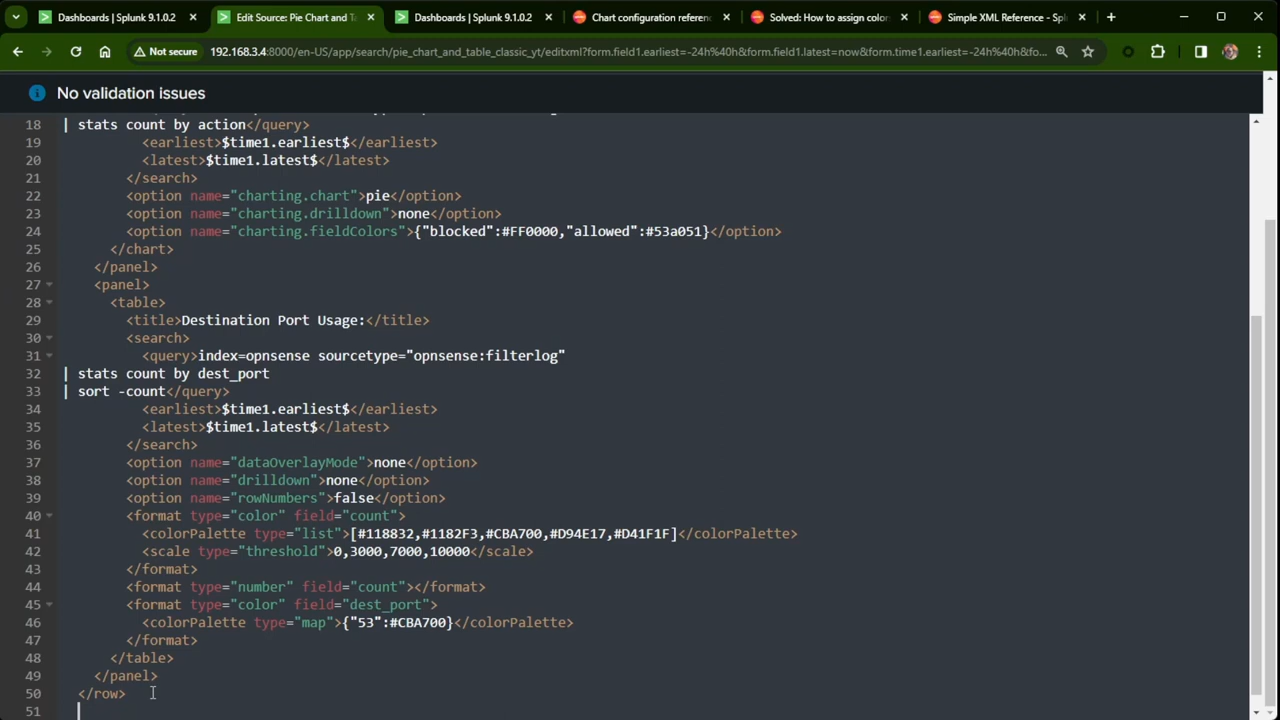 Dashboards | Splunk 9.1.0.2
Edit Source: Pie Chart and Ta
Dashboards | Splunk 9.1.0.2
Chart configuration referenc
Solved: How to assign color
Simple XML Reference - Spl
Not secure
192.168.3.4:8000/en-US/app/search/pie_chart_and_table_classic_yt/editxml?form.field1.earliest=-24h%40h&form.field1.latest=now&form.time1.earliest=-24h%40h&fo...
No validation issues
18 | stats count by action</query>
19 <earliest>$time1.earliest$</earliest>
20 <latest>$time1.latest$</latest>
21 </search>
22 <option name="charting.chart">pie</option>
23 <option name="charting.drilldown">none</option>
24 <option name="charting.fieldColors">{"blocked":#FF0000,"allowed":#53a051}</option>
25 </chart>
26 </panel>
27 <panel>
28 <table>
29 <title>Destination Port Usage:</title>
30 <search>
31 <query>index=opnsense sourcetype="opnsense:filterlog"
32 | stats count by dest_port
33 | sort -count</query>
34 <earliest>$time1.earliest$</earliest>
35 <latest>$time1.latest$</latest>
36 </search>
37 <option name="dataOverlayMode">none</option>
38 <option name="drilldown">none</option>
39 <option name="rowNumbers">false</option>
40 <format type="color" field="count">
41 <colorPalette type="list">[#118832,#1182F3,#CBA700,#D94E17,#D41F1F]</colorPalette>
42 <scale type="threshold">0,3000,7000,10000</scale>
43 </format>
44 <format type="number" field="count"></format>
45 <format type="color" field="dest_port">
46 <colorPalette type="map">{"53":#CBA700}</colorPalette>
47 </format>
48 </table>
49 </panel>
50 </row>
51